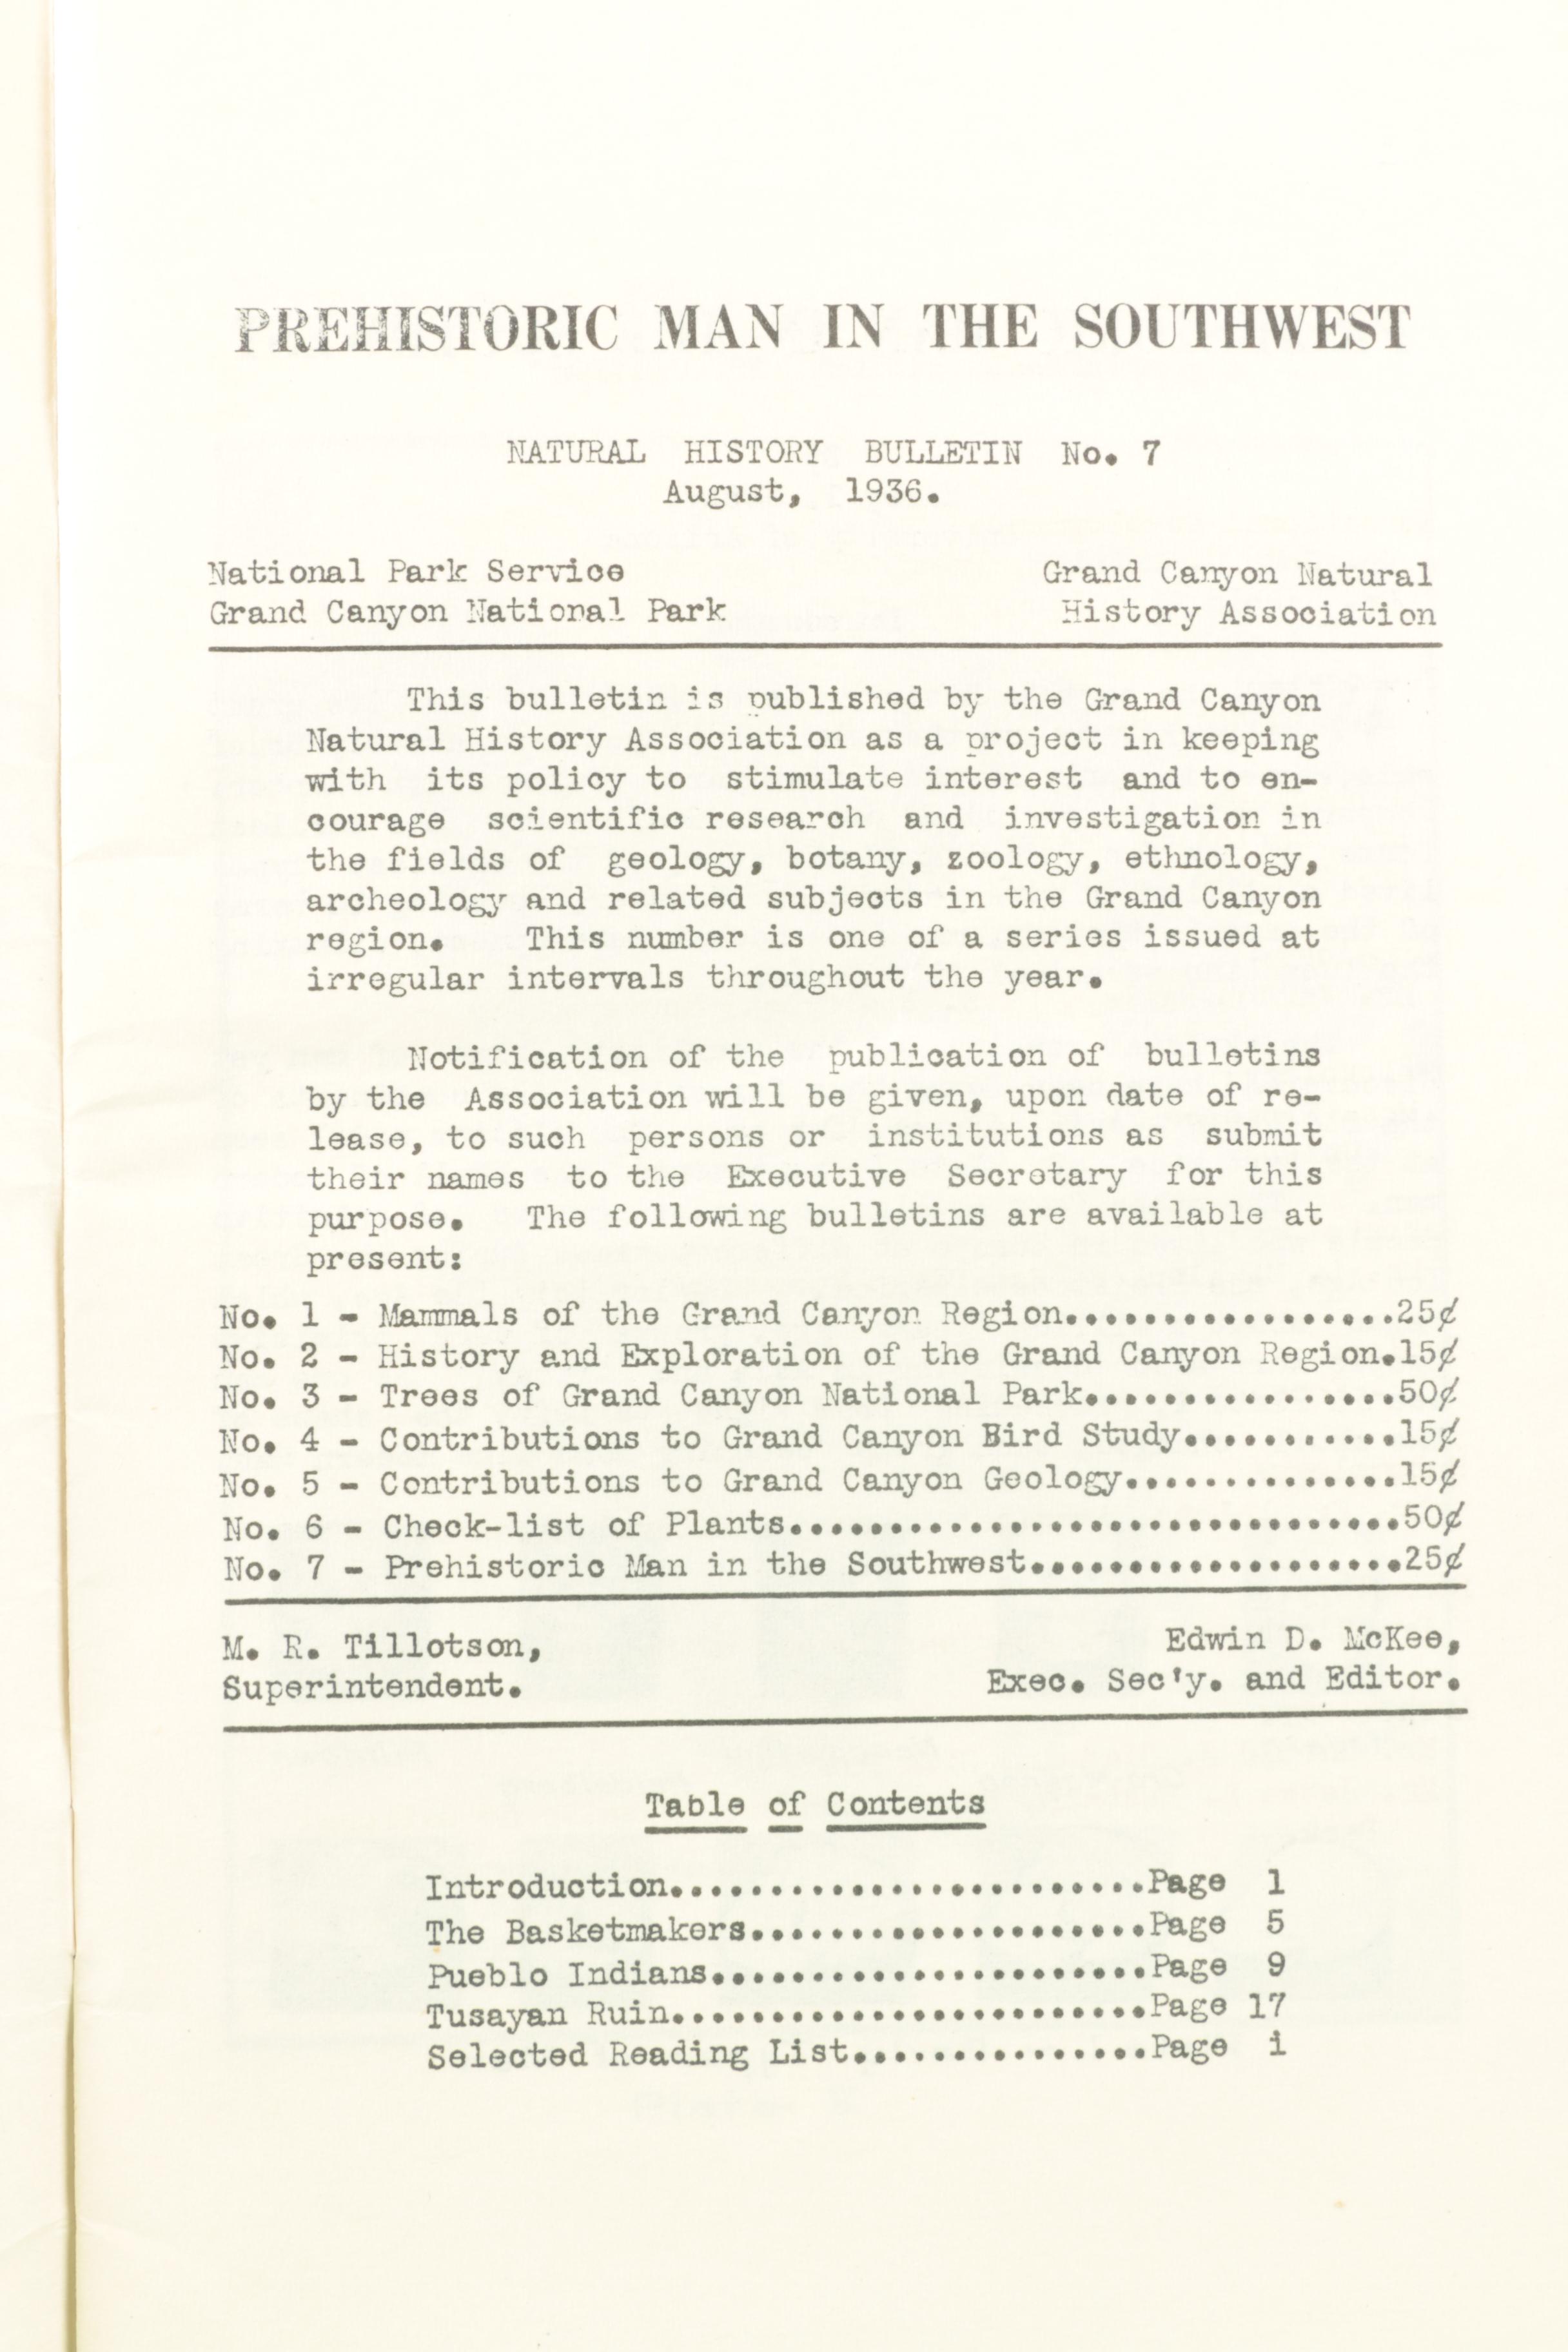 PREHISTORIC MAN IN THE SOUTHWEST
NATURAL HISTORY BULLETIN No. 7
August, 1936.
National Park Service
Grand Canyon National Park
Grand Canyon Natural
History Association
This bulletin is published by the Grand Canyon
Natural History Association as a project in keeping
with its policy to stimulate interest and to en-
courage scientific research and investigation in
the fields of geology, botany, zoology, ethnology,
archeology and related subjects in the Grand Canyon
region. This number is one of a series issued at
irregular intervals throughout the year.
Notification of the publication of bulletins
by the Association will be given, upon date of re-
lease, to such persons or institutions as submit
their names to the Executive Secretary for this
purpose. The following bulletins are available at
present:
No. 1 - Mammals of the Grand Canyon Region.................25¢
No. 2 - History and Exploration of the Grand Canyon Region.15¢
No. 3 - Trees of Grand Canyon National Park................50¢
No. 4 - Contributions to Grand Canyon Bird Study...........15¢
No. 5 - Contributions to Grand Canyon Geology..............15¢
No. 6 - Check-list of Plants...............................50¢
No. 7 - Prehistoric Man in the Southwest...................25¢
M. R. Tillotson,
Superintendent.
Edwin D. McKee,
Exec. Sec'y. and Editor.
Table of Contents
Introduction........................Page 1
The Basketmakers....................Page 5
Pueblo Indians......................Page 9
Tusayan Ruin........................Page 17
Selected Reading List...............Page i